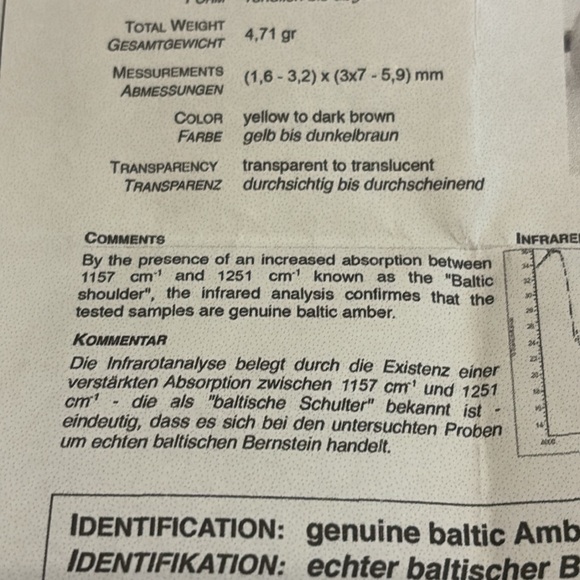 TOTAL WEIGHT 4,71 gr
GESAMTGEWICHT
MESSUREMENTS (1,6 - 3,2) x (3x7 - 5,9) mm
ABMESSUNGEN
COLOR yellow to dark brown
FARBE gelb bis dunkelbraun
TRANSPARENCY transparent to translucent
TRANSPARENZ durchsichtig bis durchscheinend
COMMENTS
By the presence of an increased absorption between
1157 cm⁻¹ and 1251 cm⁻¹ known as the "Baltic
shoulder", the infrared analysis confirmes that the
tested samples are genuine baltic amber.
KOMMENTAR
Die Infrarotanalyse belegt durch die Existenz einer
verstärkten Absorption zwischen 1157 cm⁻¹ und 1251
cm⁻¹ - die als "baltische Schulter" bekannt ist -
eindeutig, dass es sich bei den untersuchten Proben
um echten baltischen Bernstein handelt.
INFRARE
IDENTIFICATION: genuine baltic Amb
IDENTIFIKATION: echter baltischer B